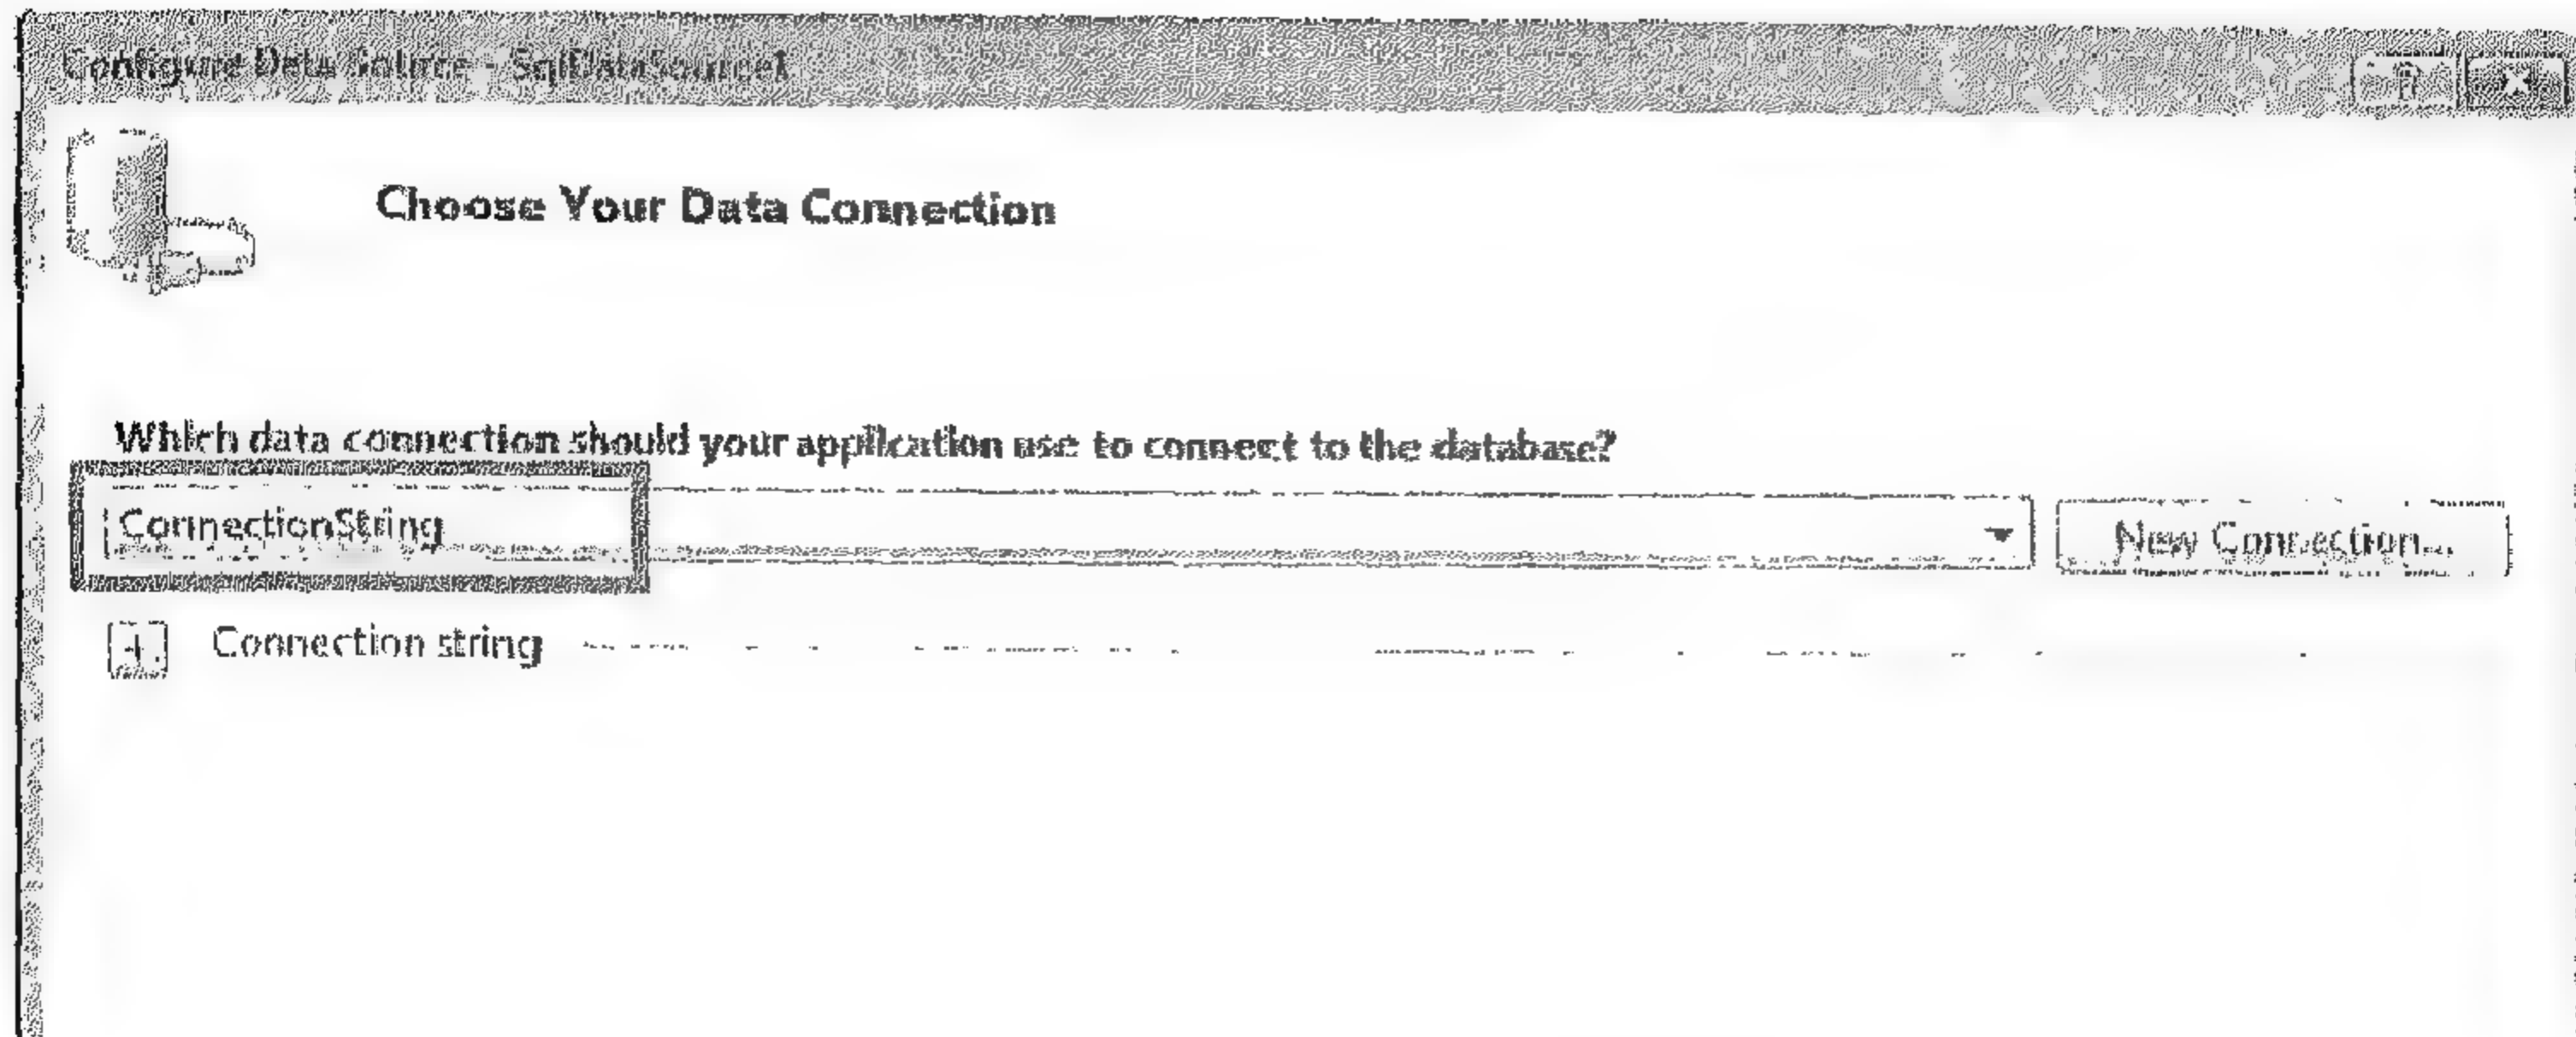 Configure Data Source - SqlDataSource1
Choose Your Data Connection
Which data connection should your application use to connect to the database?
ConnectionString
New Connection...
Connection string